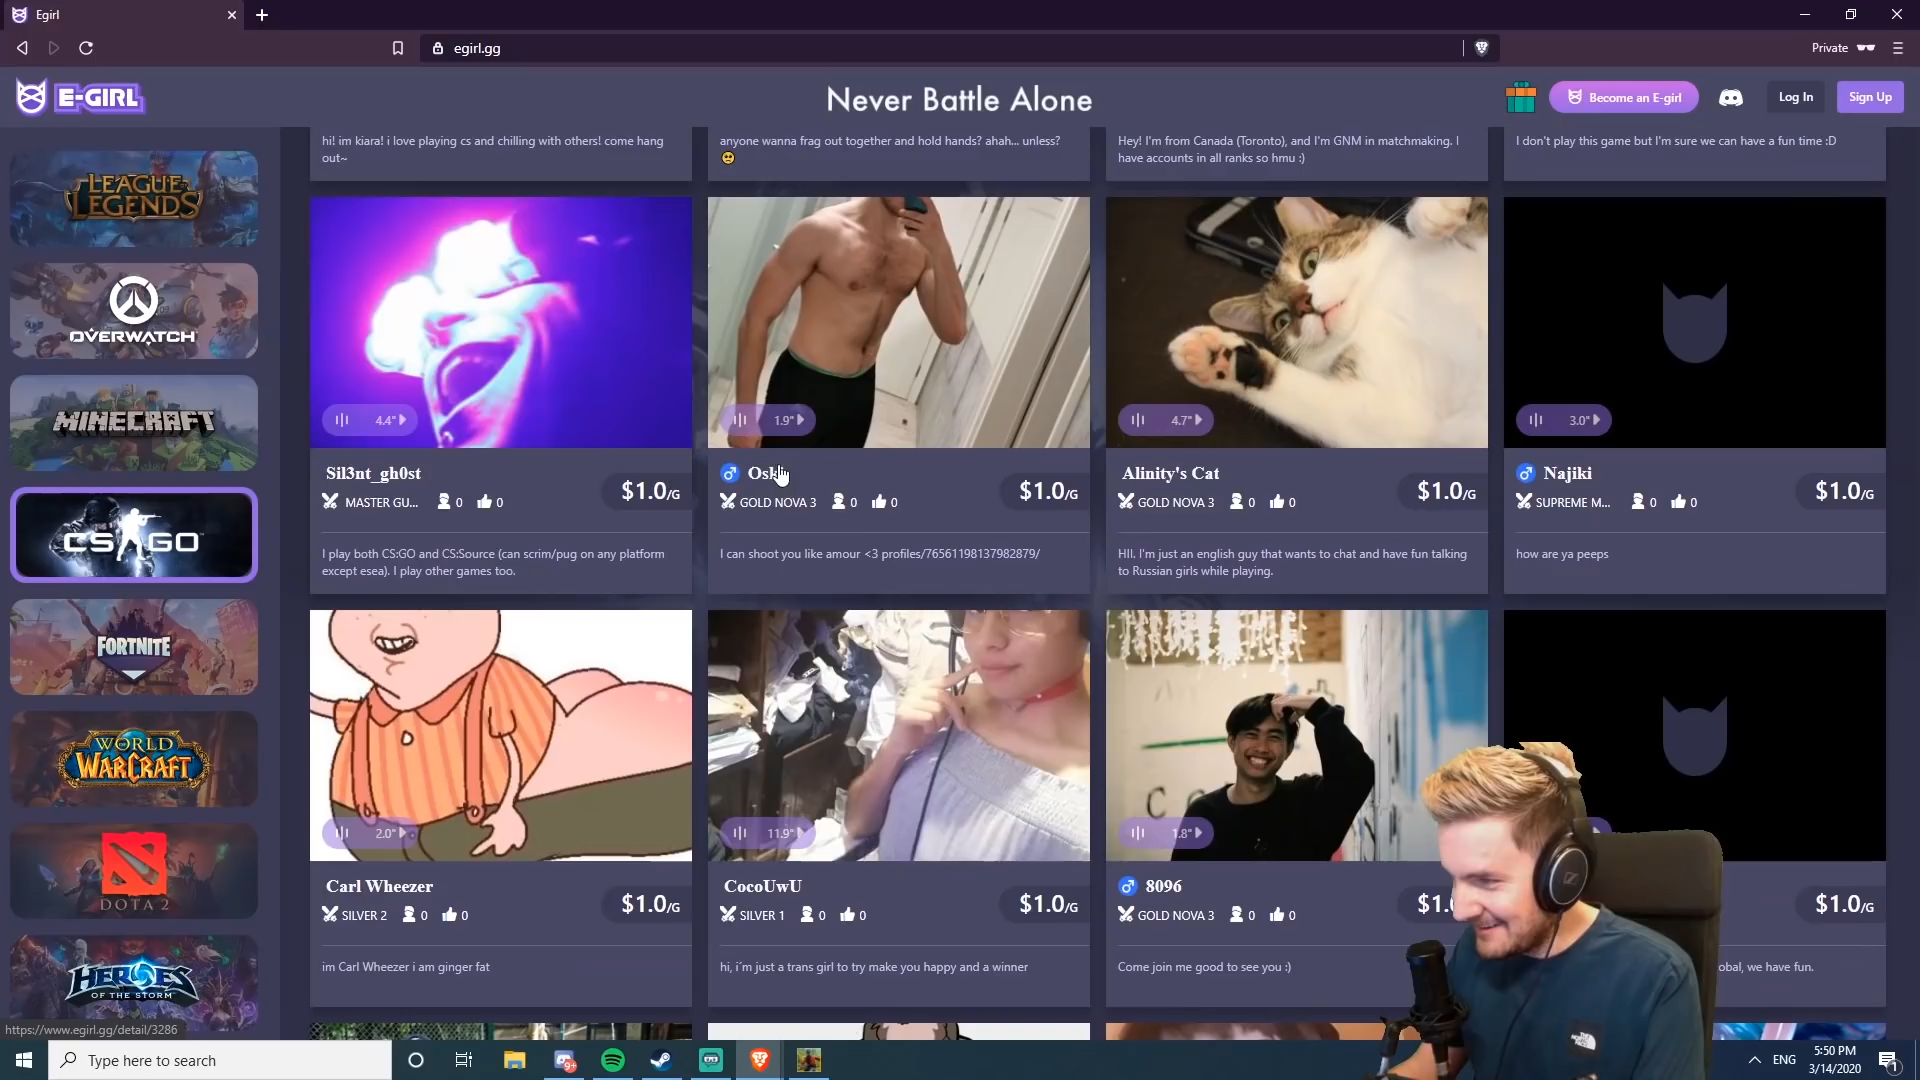 Egirl
egirl.gg
Private
E-GIRL
Never Battle Alone
Become an E-girl
Log In
Sign Up
LEAGUE OF LEGENDS
OVERWATCH
MINECRAFT
CS GO
FORTNITE
WORLD WARCRAFT
DOTA 2
HEROES
OF THE STORM
hi! im kiara! i love playing cs and chilling with others! come hang
out~
anyone wanna frag out together and hold hands? ahah... unless?
🥺
Hey! I'm from Canada (Toronto), and I'm GNM in matchmaking. I
have accounts in all ranks so hmu :)
I don't play this game but I'm sure we can have a fun time :D
4.4"
Sil3nt_gh0st
MASTER GU... 0 0
$1.0/G
I play both CS:GO and CS:Source (can scrim/pug on any platform
except esea). I play other games too.
1.9"
GOLD NOVA 3 0 0
$1.0/G
I can shoot you like amour <3 profiles/76561198137982879/
4.7"
Alinity's Cat
GOLD NOVA 3 0 0
$1.0/G
HII. I'm just an english guy that wants to chat and have fun talking
to Russian girls while playing.
3.0"
Najiki
SUPREME M... 0 0
$1.0/G
how are ya peeps
2.0"
Carl Wheezer
SILVER 2 0 0
$1.0/G
im Carl Wheezer i am ginger fat
11.9"
CocoUwU
SILVER 1 0 0
$1.0/G
hi, i´m just a trans girl to try make you happy and a winner
1.8"
8096
GOLD NOVA 3 0 0
Come join me good to see you :)
$1.0/G
we have fun.
THE
NORTH
FACE
https://www.egirl.gg/detail/3286
Type here to search
9+
ENG
5:50 PM
3/14/2020
1